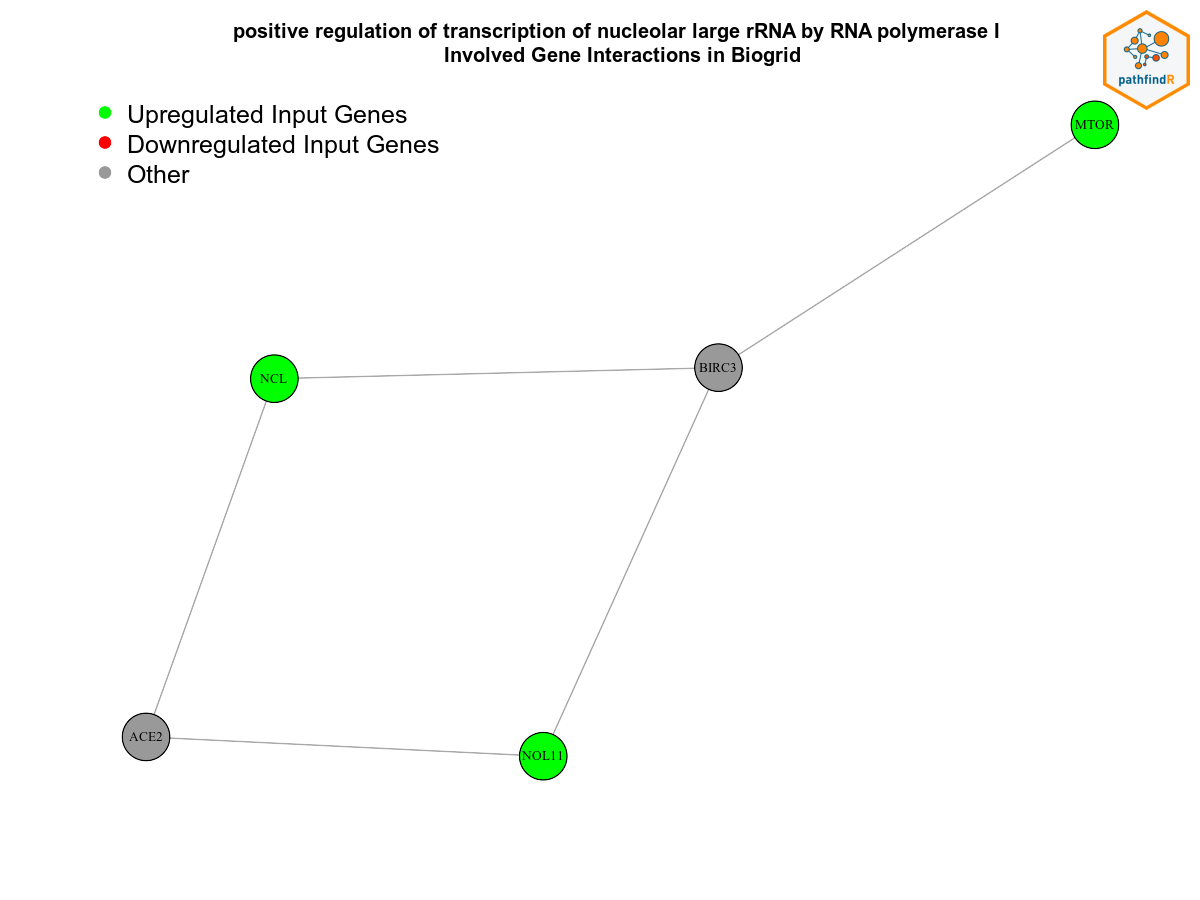 positive regulation of transcription of nucleolar large rRNA by RNA polymerase I
Involved Gene Interactions in Biogrid
pathfindR
Upregulated Input Genes
Downregulated Input Genes
Other
MTOR
BIRC3
NCL
ACE2
NOL11